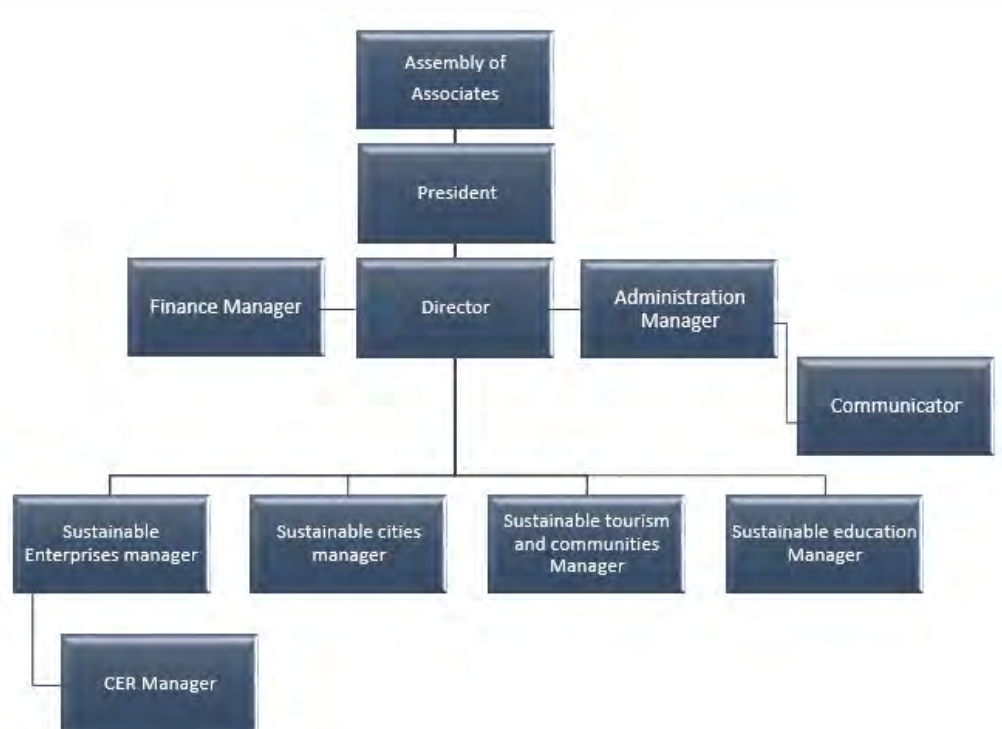 Assembly of
Associates
President
Finance Manager
Director
Administration
Manager
Communicator
Sustainable
Enterprises manager
Sustainable cities
manager
Sustainable tourism
and communities
Manager
Sustainable education
Manager
CER Manager